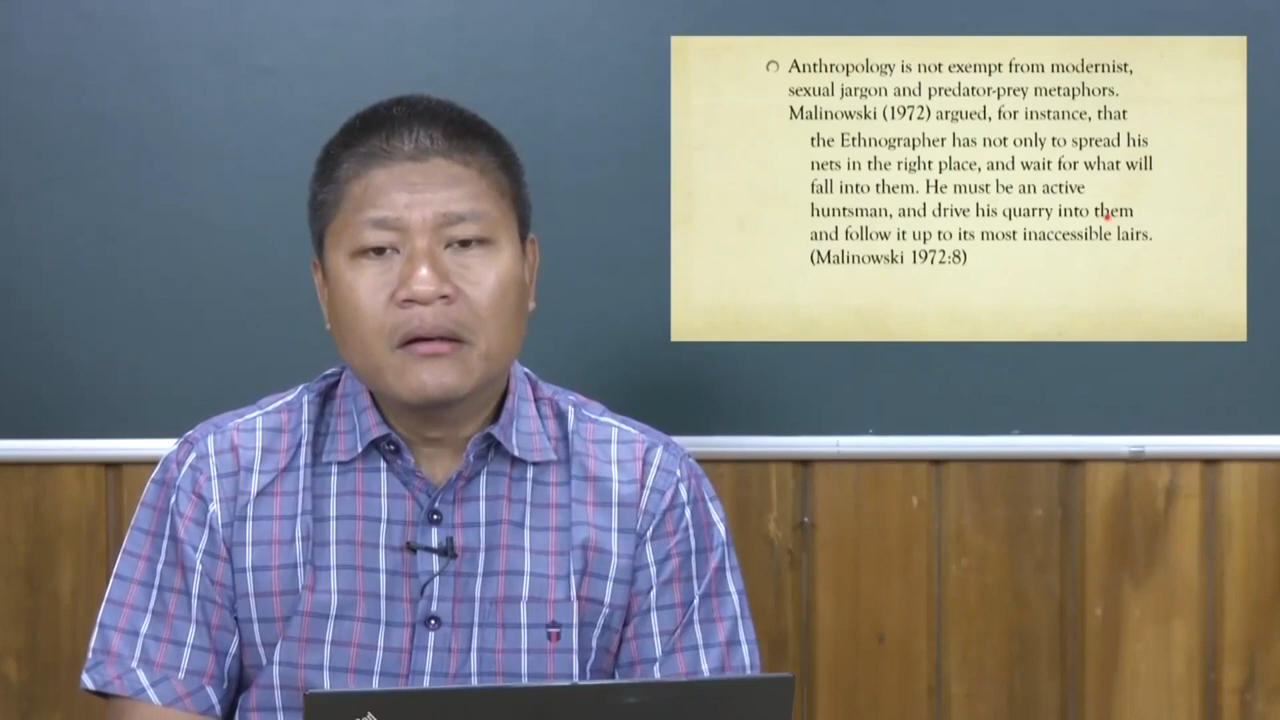 Anthropology is not exempt from modernist,
sexual jargon and predator-prey metaphors.
Malinowski (1972) argued, for instance, that
the Ethnographer has not only to spread his
nets in the right place, and wait for what will
fall into them. He must be an active
huntsman, and drive his quarry into them
and follow it up to its most inaccessible lairs.
(Malinowski 1972:8)